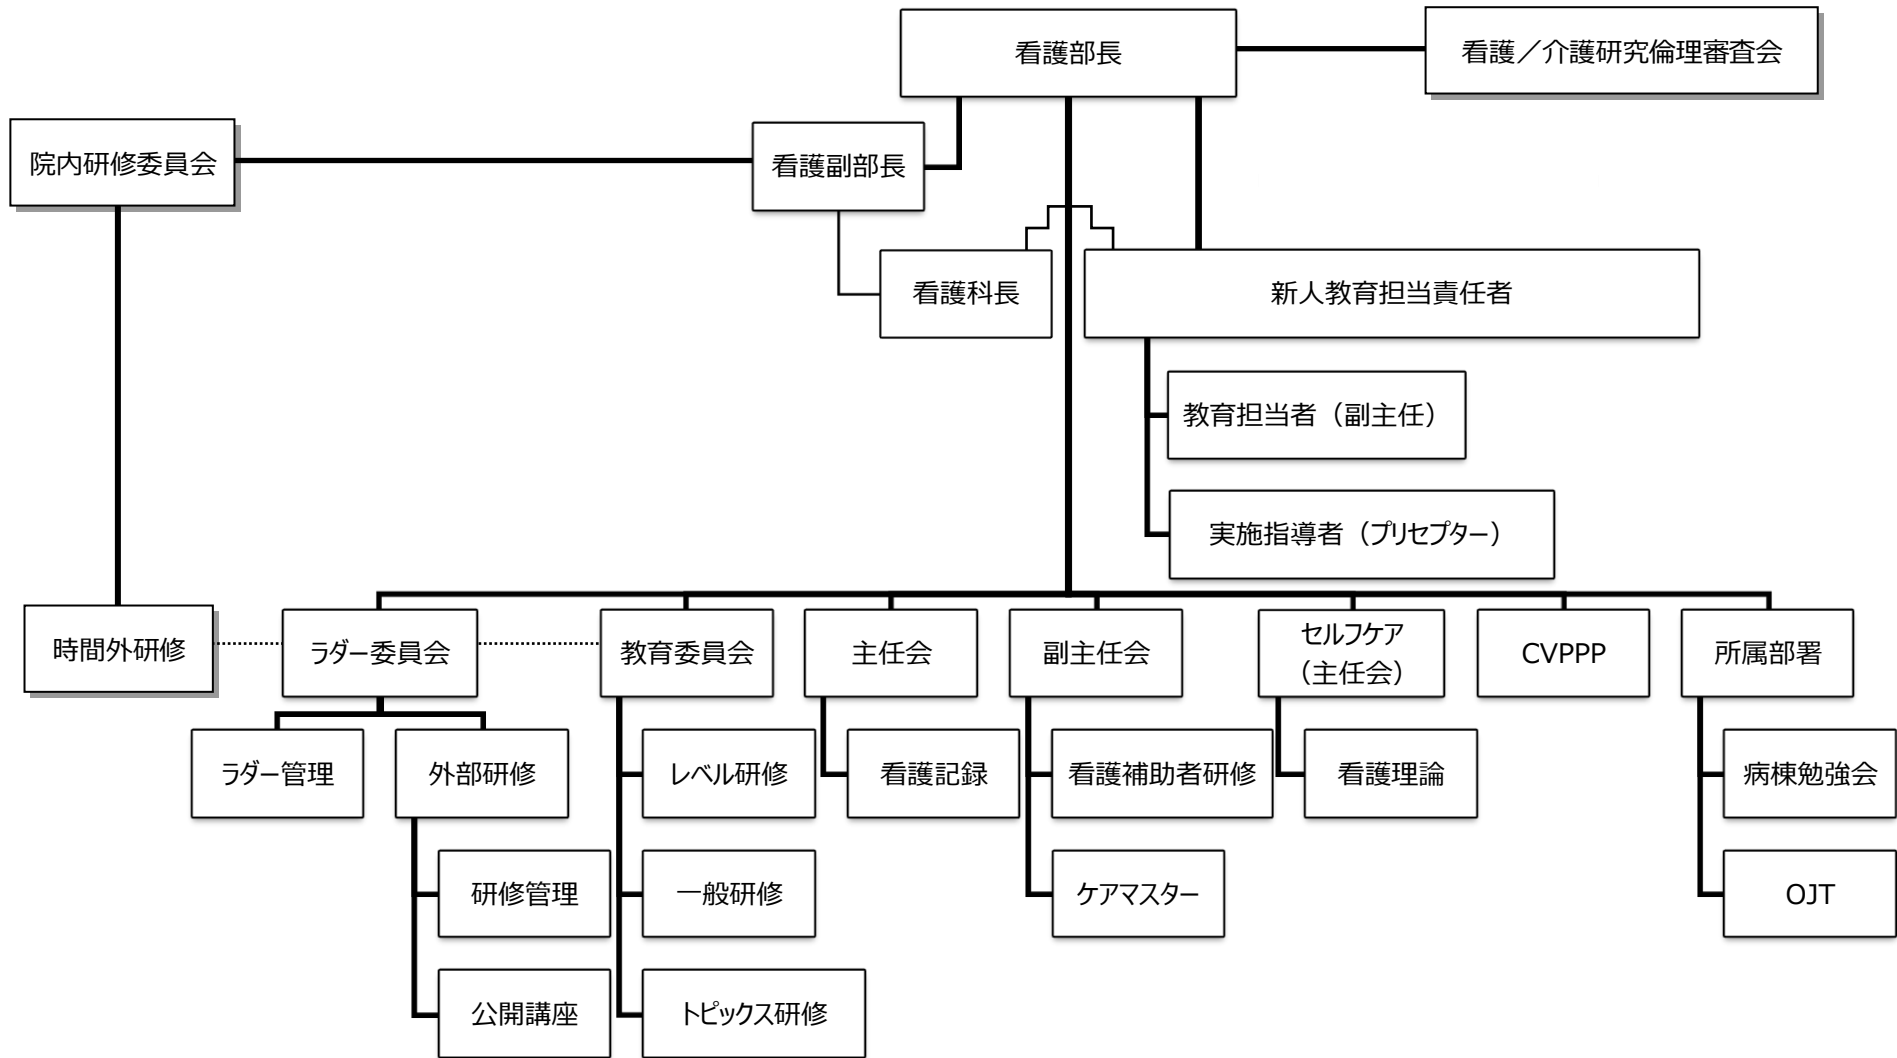 看護部長
看護／介護研究倫理審査会
院内研修委員会
看護副部長
看護科長
新人教育担当責任者
教育担当者（副主任）
実施指導者（プリセプター）
時間外研修
ラダー委員会
教育委員会
主任会
副主任会
セルフケア
（主任会）
CVPPP
所属部署
ラダー管理
外部研修
レベル研修
看護記録
看護補助者研修
看護理論
病棟勉強会
研修管理
一般研修
ケアマスター
OJT
公開講座
トピックス研修